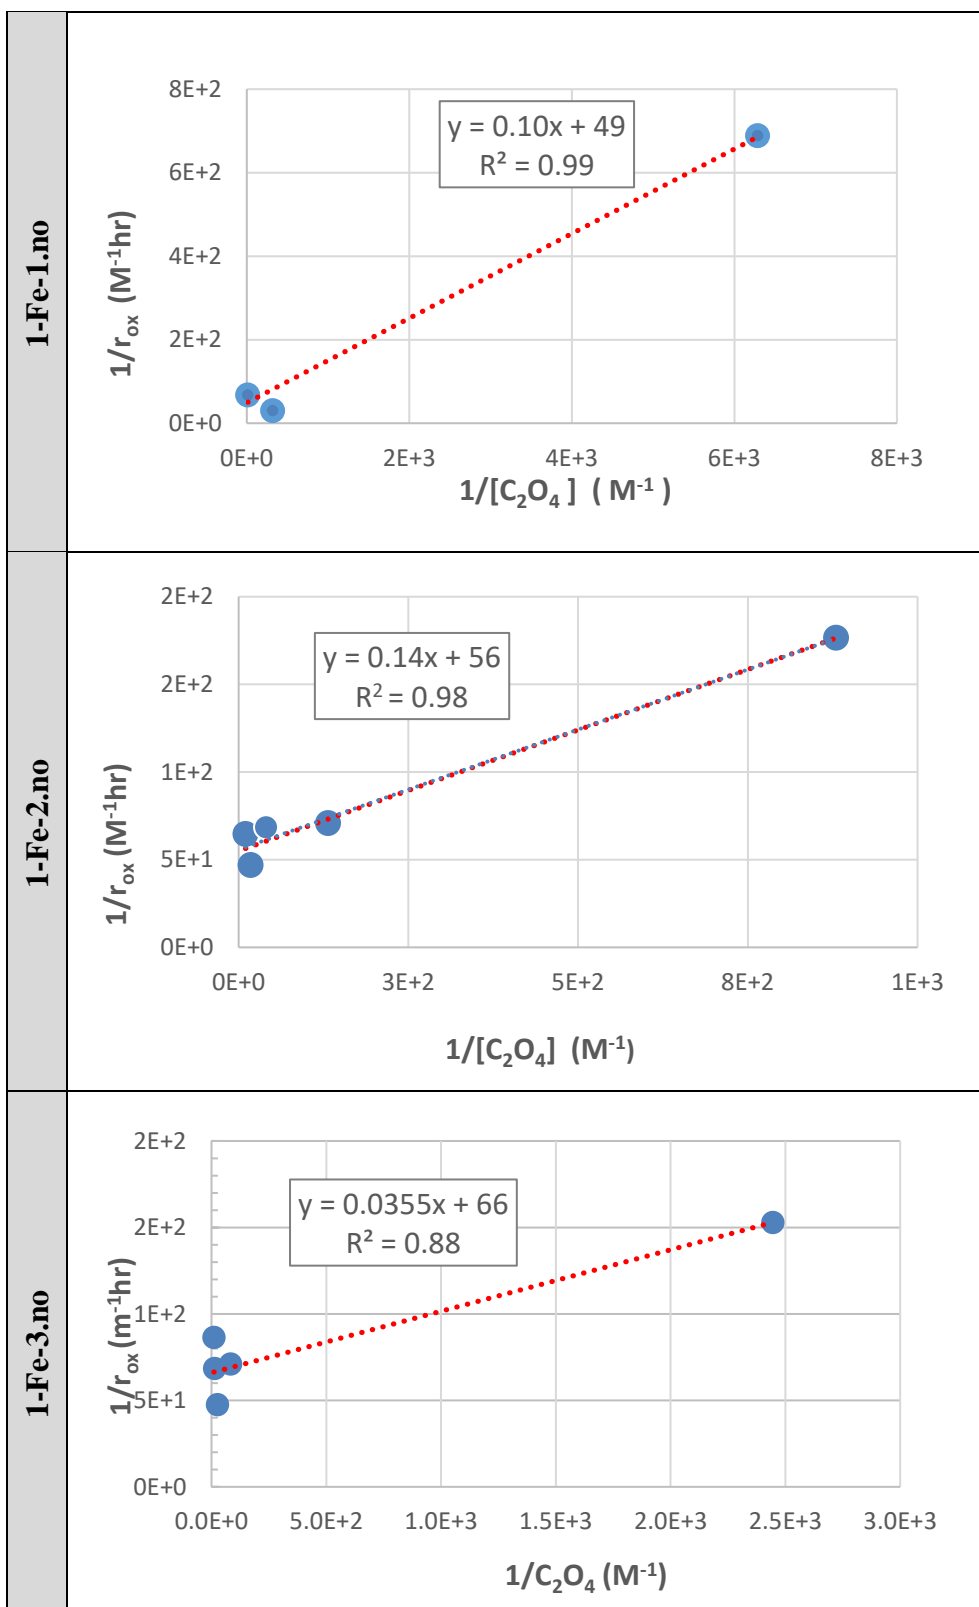 1-Fe-1.no
8E+2
6E+2
4E+2
2E+2
0E+0
1/r_ox (M⁻¹hr)
y = 0.10x + 49
R² = 0.99
0E+0 2E+3 4E+3 6E+3 8E+3
1/[C₂O₄ ] ( M⁻¹ )
1-Fe-2.no
2E+2
2E+2
1E+2
5E+1
0E+0
1/r_ox (M⁻¹hr)
y = 0.14x + 56
R² = 0.98
0E+0 3E+2 5E+2 8E+2 1E+3
1/[C₂O₄] (M⁻¹)
1-Fe-3.no
2E+2
2E+2
1E+2
5E+1
0E+0
1/r_ox (m⁻¹hr)
y = 0.0355x + 66
R² = 0.88
0.0E+0 5.0E+2 1.0E+3 1.5E+3 2.0E+3 2.5E+3 3.0E+3
1/C₂O₄ (M⁻¹)